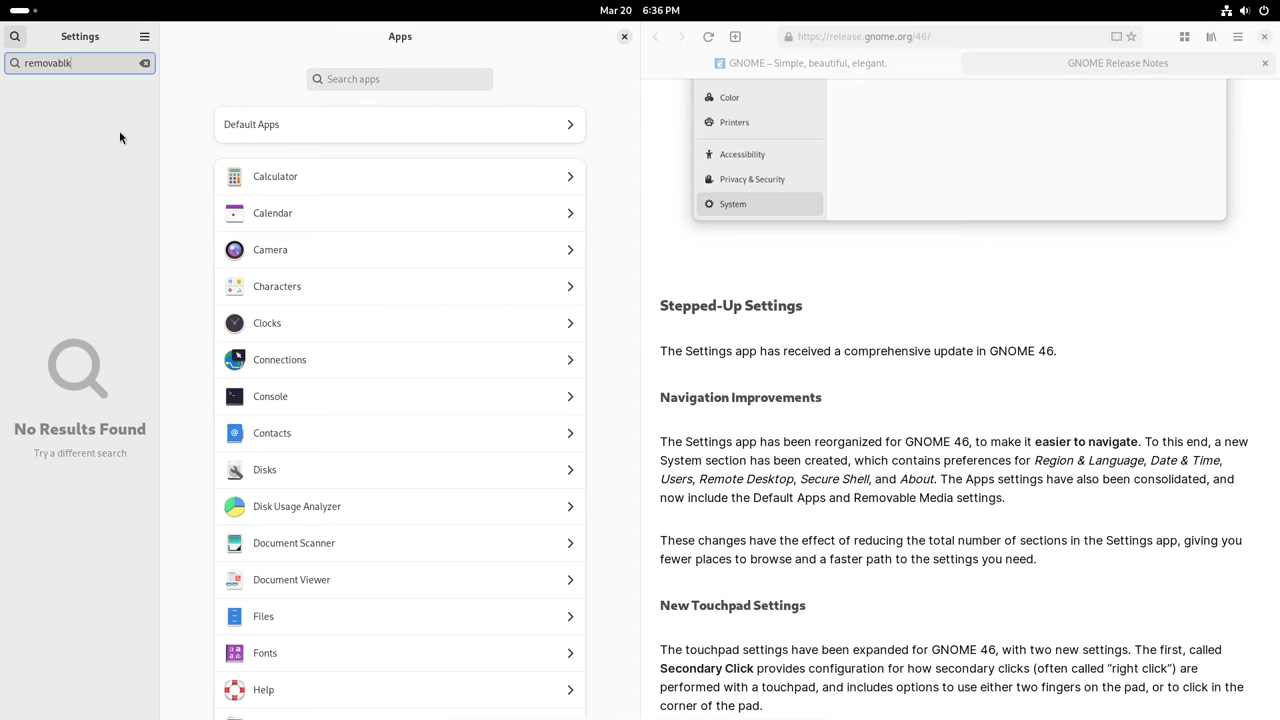 Mar 20 6:36 PM
Settings
removablk
No Results Found
Try a different search
Apps
Search apps
Default Apps
Calculator
Calendar
Camera
Characters
Clocks
Connections
Console
Contacts
Disks
Disk Usage Analyzer
Document Scanner
Document Viewer
Files
Fonts
Help
https://release.gnome.org/46/
GNOME – Simple, beautiful, elegant.
GNOME Release Notes
Color
Printers
Accessibility
Privacy & Security
System
Stepped-Up Settings
The Settings app has received a comprehensive update in GNOME 46.
Navigation Improvements
The Settings app has been reorganized for GNOME 46, to make it easier to navigate. To this end, a new
System section has been created, which contains preferences for Region & Language, Date & Time,
Users, Remote Desktop, Secure Shell, and About. The Apps settings have also been consolidated, and
now include the Default Apps and Removable Media settings.
These changes have the effect of reducing the total number of sections in the Settings app, giving you
fewer places to browse and a faster path to the settings you need.
New Touchpad Settings
The touchpad settings have been expanded for GNOME 46, with two new settings. The first, called
Secondary Click provides configuration for how secondary clicks (often called “right click”) are
performed with a touchpad, and includes options to use either two fingers on the pad, or to click in the
corner of the pad.